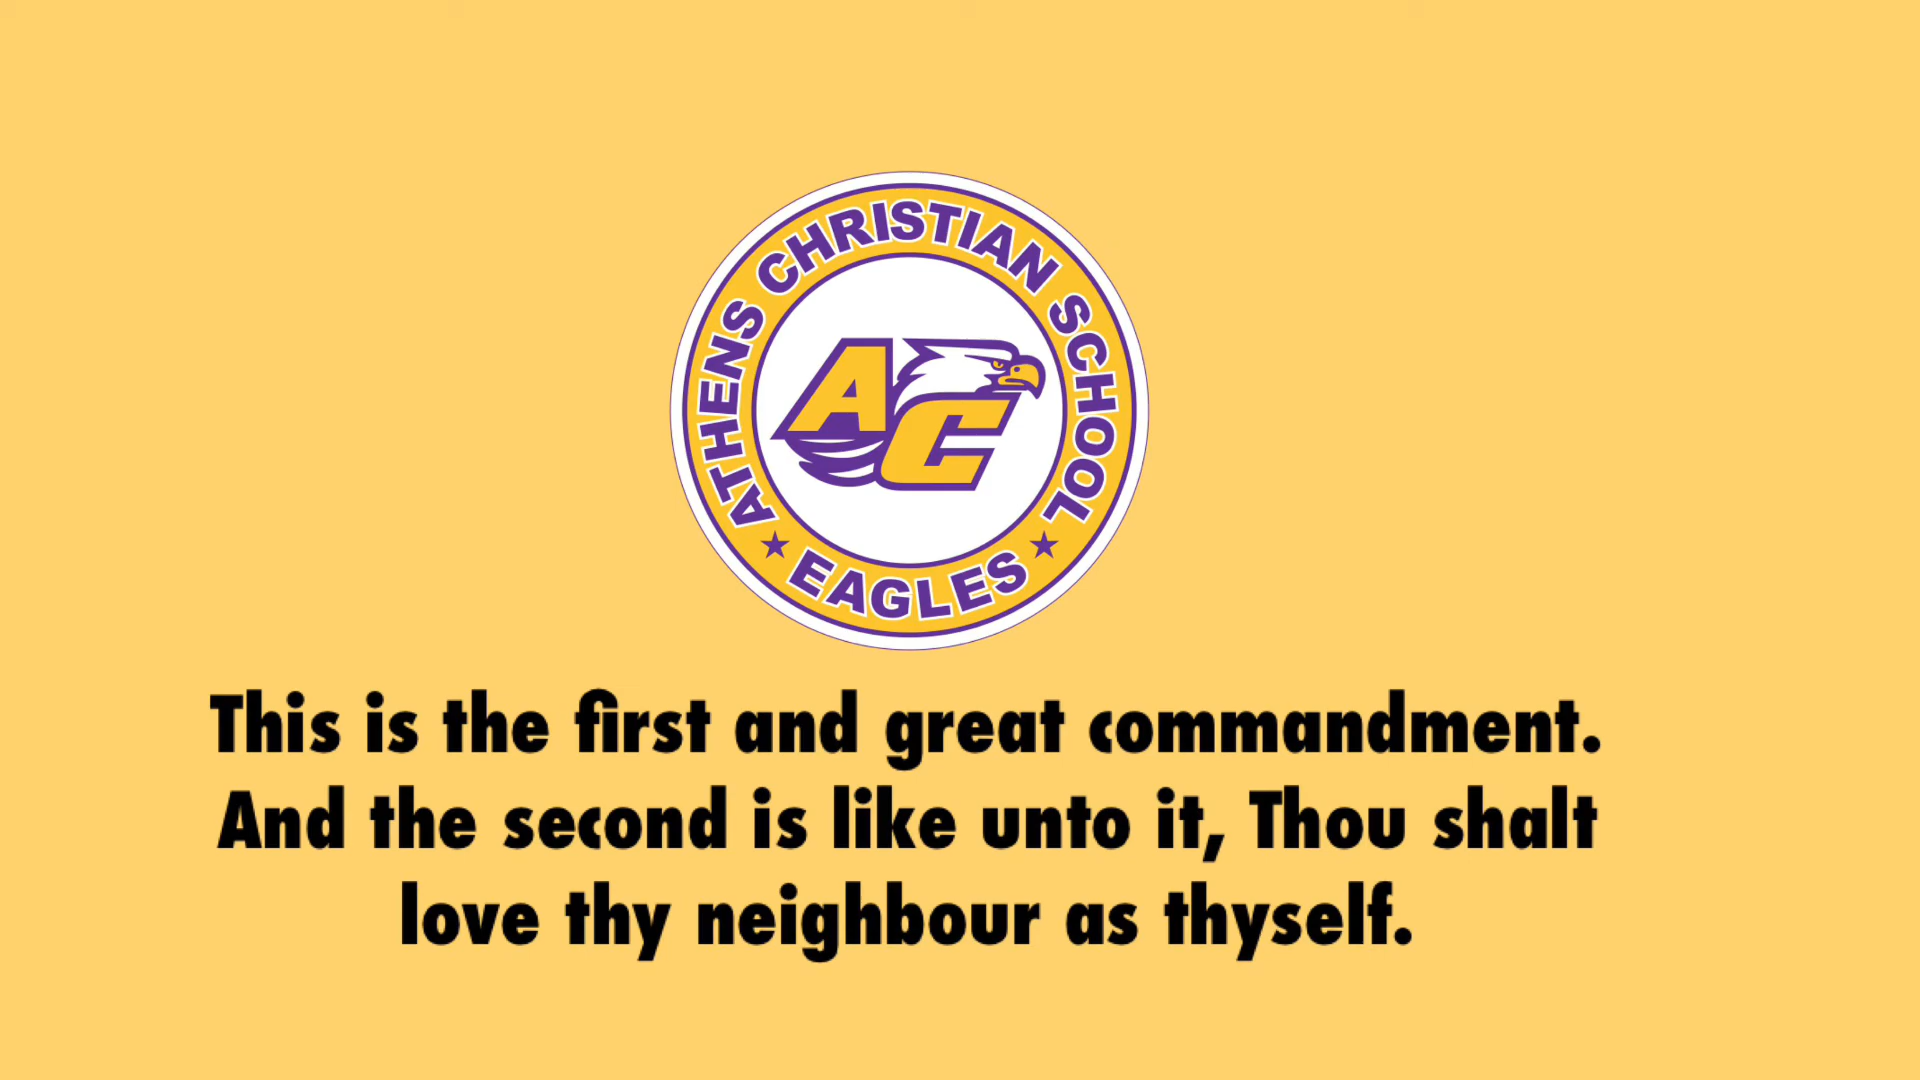 ATHENS CHRISTIAN SCHOOL
AC
EAGLES
This is the first and great commandment.
And the second is like unto it, Thou shalt
love thy neighbour as thyself.